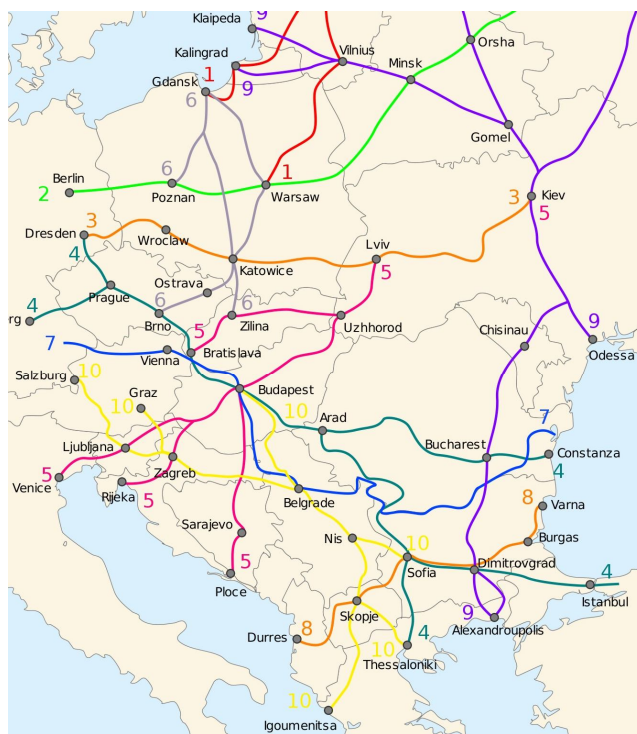 Klaipeda
9
Kalingrad
Vilnius
Orsha
1
Minsk
Gdansk
9
6
Gomel
6
1
Berlin
2
Poznan
Warsaw
3
Kiev
5
3
Dresden
Wroclaw
4
Lviv
5
Katowice
Ostrava
Prague
4
rg
6
Brno
6
Zilina
5
Uzhhorod
Chisinau
9
Odessa
7
Vienna
Bratislava
Salzburg
10
Graz
10
Budapest
10
Arad
7
Ljubljana
Bucharest
Constanza
4
5
Venice
Zagreb
Rijeka
5
Belgrade
8
Varna
Sarajevo
Nis
10
Burgas
5
Ploce
Sofia
Dimitrovgrad
4
Istanbul
Skopje
9
Alexandroupolis
8
Durres
4
10
Thessaloniki
10
Igoumenitsa